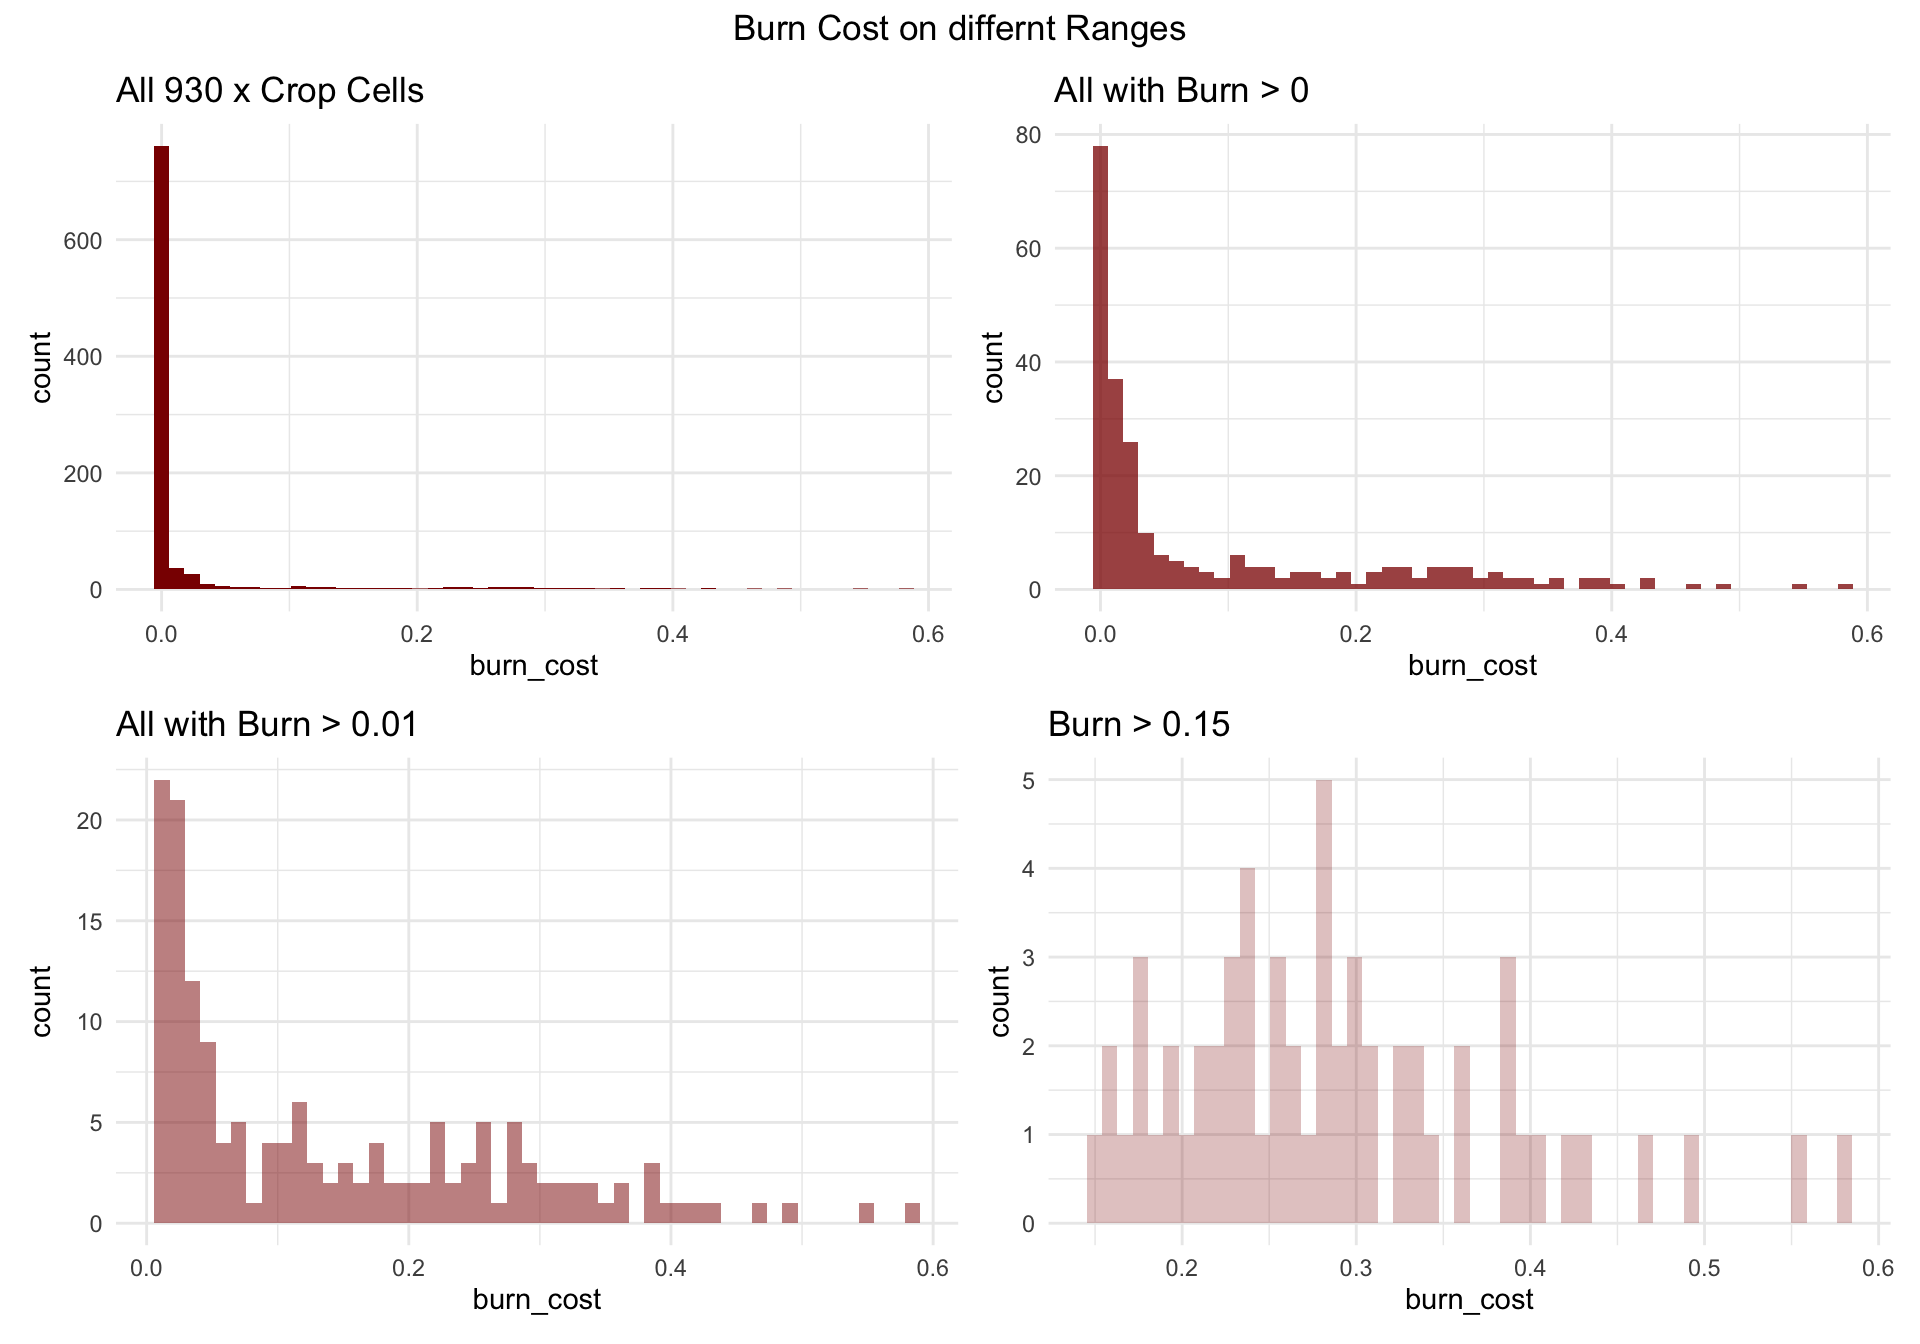 Burn Cost on differnt Ranges
All 930 x Crop Cells
count
600
400
200
0
0.0 0.2 0.4 0.6
burn_cost
All with Burn > 0
count
80
60
40
20
0
0.0 0.2 0.4 0.6
burn_cost
All with Burn > 0.01
count
20
15
10
5
0
0.0 0.2 0.4 0.6
burn_cost
Burn > 0.15
count
5
4
3
2
1
0
0.2 0.3 0.4 0.5 0.6
burn_cost